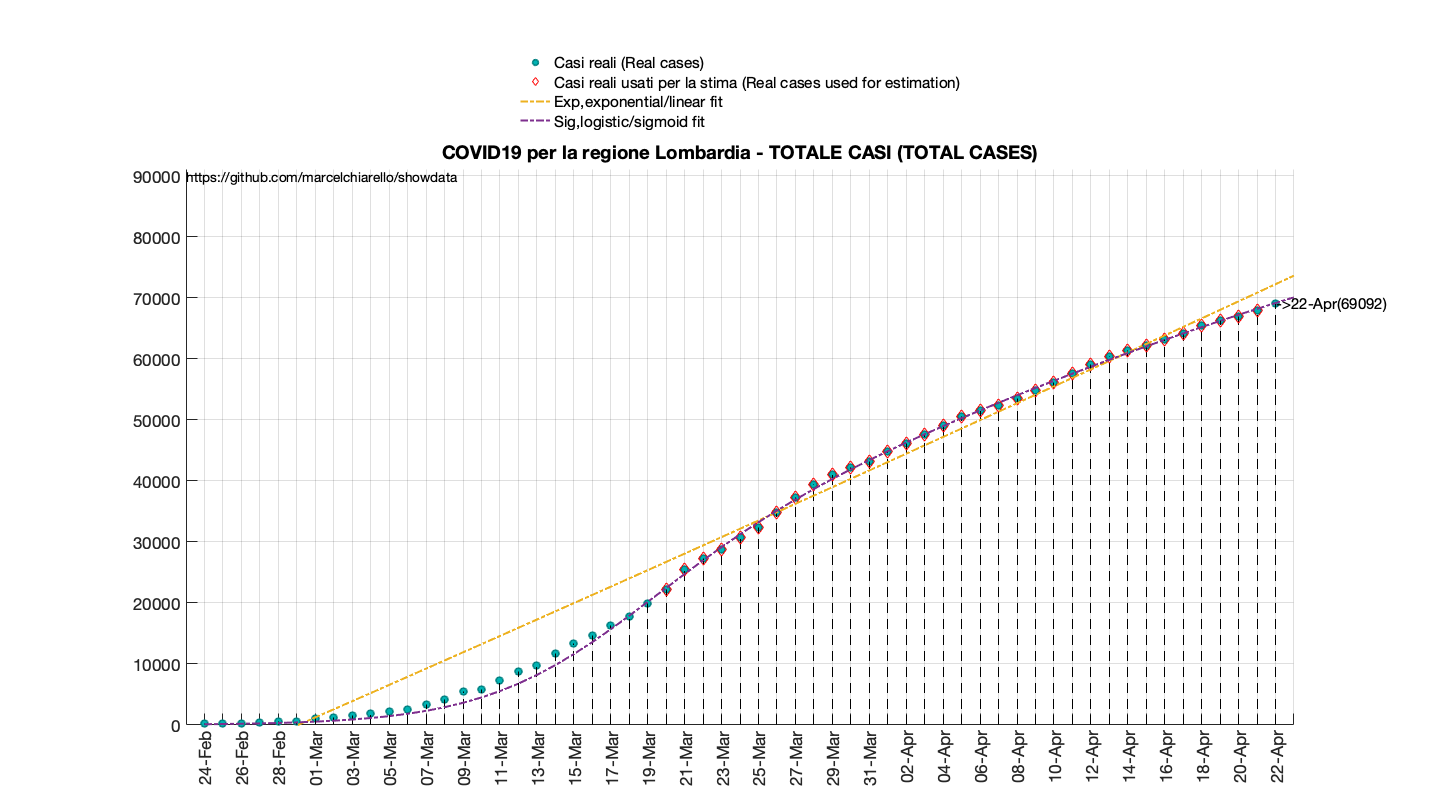 Casi reali (Real cases)
Casi reali usati per la stima (Real cases used for estimation)
Exp,exponential/linear fit
Sig,logistic/sigmoid fit
COVID19 per la regione Lombardia - TOTALE CASI (TOTAL CASES)
https://github.com/marcelchiarello/showdata
90000
80000
70000
60000
50000
40000
30000
20000
10000
0
>22-Apr(69092)
24-Feb
26-Feb
28-Feb
01-Mar
03-Mar
05-Mar
07-Mar
09-Mar
11-Mar
13-Mar
15-Mar
17-Mar
19-Mar
21-Mar
23-Mar
25-Mar
27-Mar
29-Mar
31-Mar
02-Apr
04-Apr
06-Apr
08-Apr
10-Apr
12-Apr
14-Apr
16-Apr
18-Apr
20-Apr
22-Apr